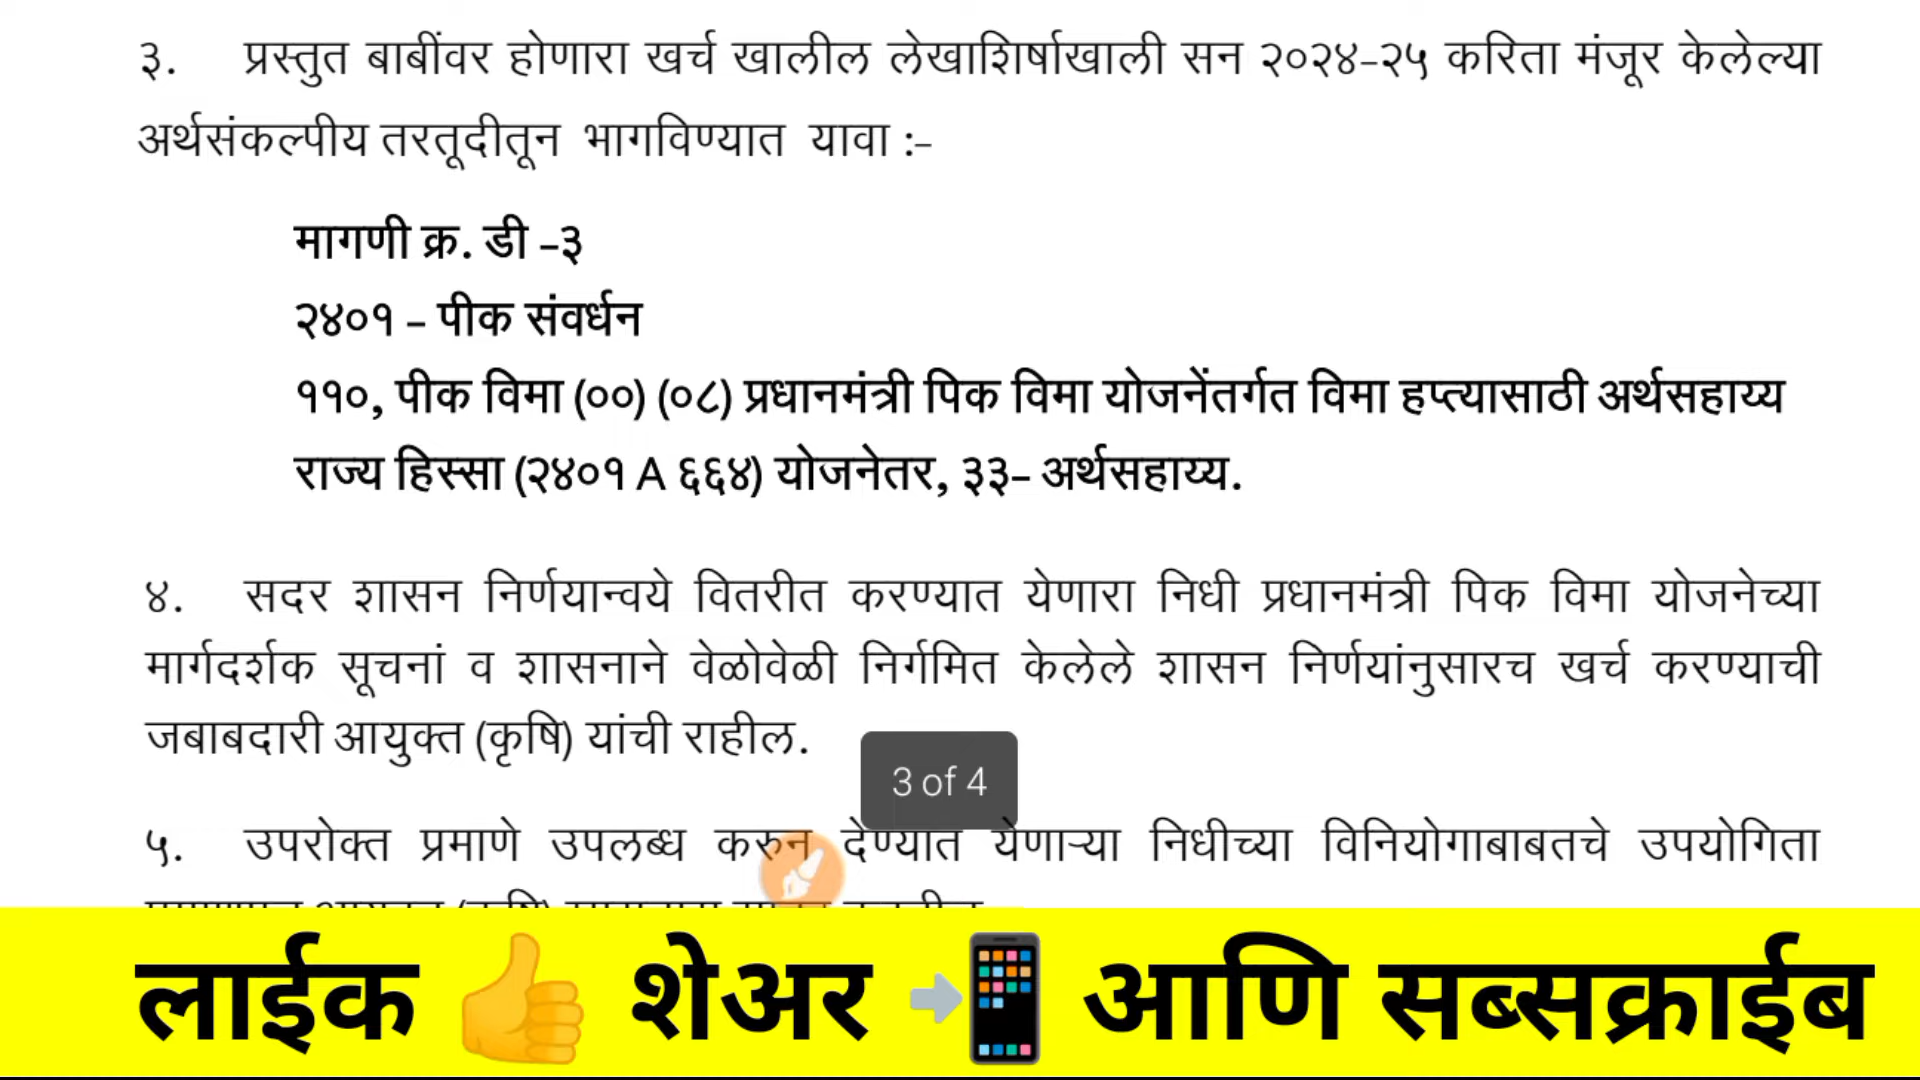 ३. प्रस्तुत बाबींवर होणारा खर्च खालील लेखाशिर्षाखाली सन २०२४-२५ करिता मंजूर केलेल्या
अर्थसंकल्पीय तरतूदीतून भागविण्यात यावा :-
मागणी क्र. डी -३
२४०१ - पीक संवर्धन
११०, पीक विमा (००) (०८) प्रधानमंत्री पिक विमा योजनेंतर्गत विमा हप्त्यासाठी अर्थसहाय्य
राज्य हिस्सा (२४०१ A ६६४) योजनेतर, ३३- अर्थसहाय्य.
४. सदर शासन निर्णयान्वये वितरीत करण्यात येणारा निधी प्रधानमंत्री पिक विमा योजनेच्या
मार्गदर्शक सूचनां व शासनाने वेळोवेळी निर्गमित केलेले शासन निर्णयांनुसारच खर्च करण्याची
जबाबदारी आयुक्त (कृषि) यांची राहील.
3 of 4
५. उपरोक्त प्रमाणे उपलब्ध करुन देण्यात येणाऱ्या निधीच्या विनियोगाबाबतचे उपयोगिता
लाईक 👍 शेअर 📲 आणि सब्सक्राईब